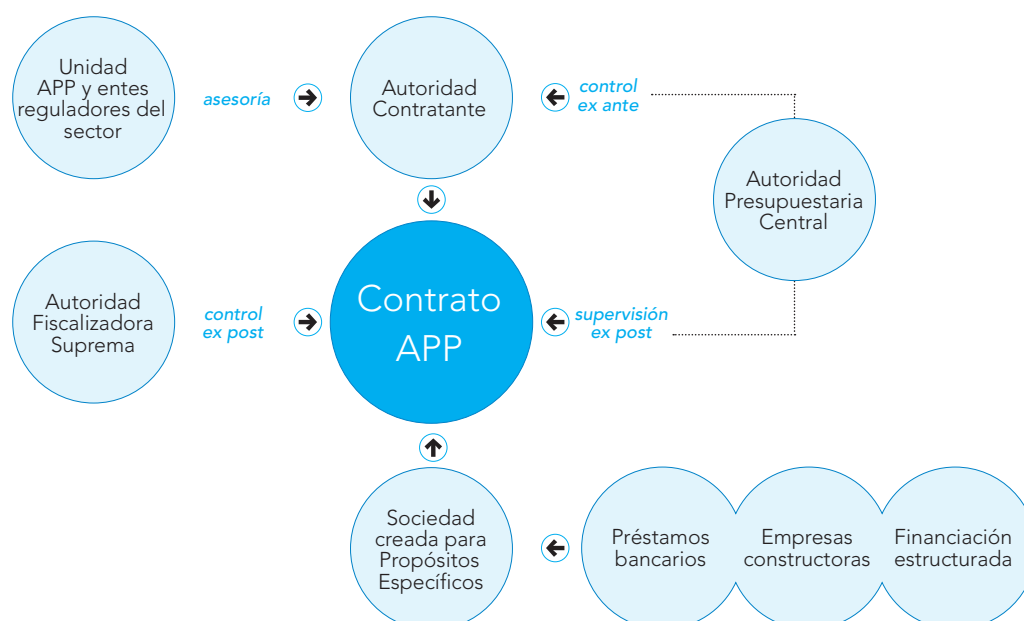 Unidad
APP y entes
reguladores del
sector
asesoría
Autoridad
Contratante
control
ex ante
Autoridad
Presupuestaria
Central
Autoridad
Fiscalizadora
Suprema
control
ex post
Contrato
APP
supervisión
ex post
Sociedad
creada para
Propósitos
Específicos
Préstamos
bancarios
Empresas
constructoras
Financiación
estructurada